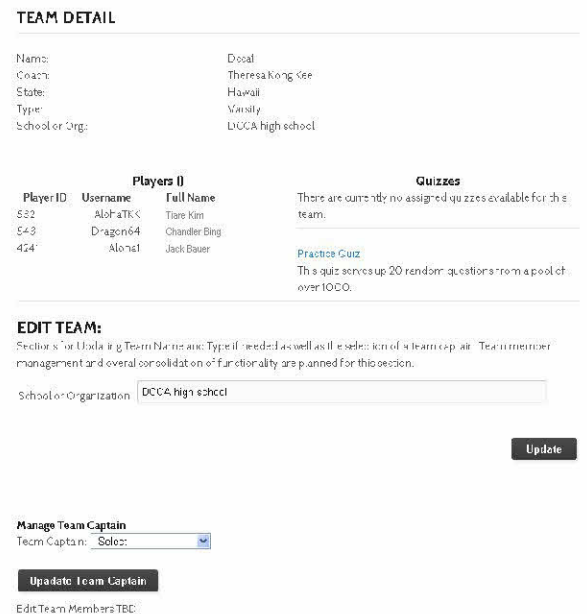 TEAM DETAIL
Name: Dccal
Coach: Theresa Kong Kee
State: Hawaii
Type: Varsity
School or Org.: DCCA high school
Players () Quizzes
Player ID Username Full Name There are currently no assigned quizzes available for this
team.
532 AlohaTKK Tiare Kim
543 Dragon64 Chandler Bing
4241 Aloha1 Jack Bauer
Practice Quiz
This quiz serves up 20 random questions from a pool of
over 1000.
EDIT TEAM:
Sections for Updating Team Name and Type if needed as well as the selection of a team captain. Team member
management and overal consolidation of functionality are planned for this section.
School or Organization DCCA high school
Update
Manage Team Captain
Team Captain: Select
Upadate Team Captain
Edit Team Members TBD